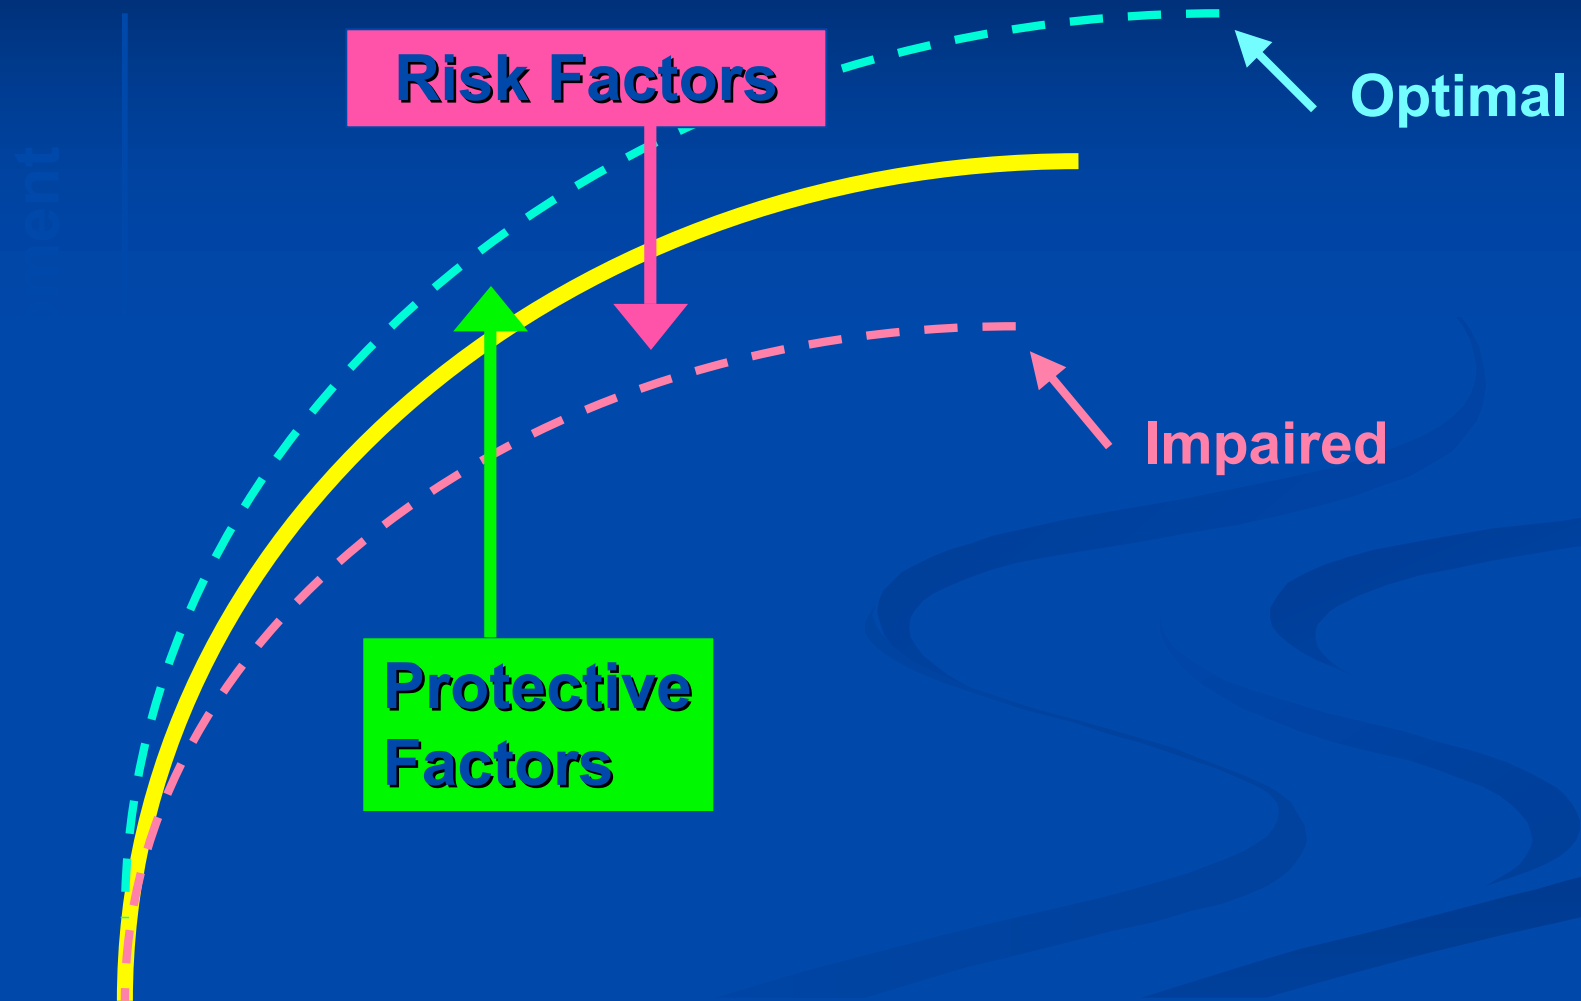 Risk Factors
Optimal
Impaired
Protective
Factors